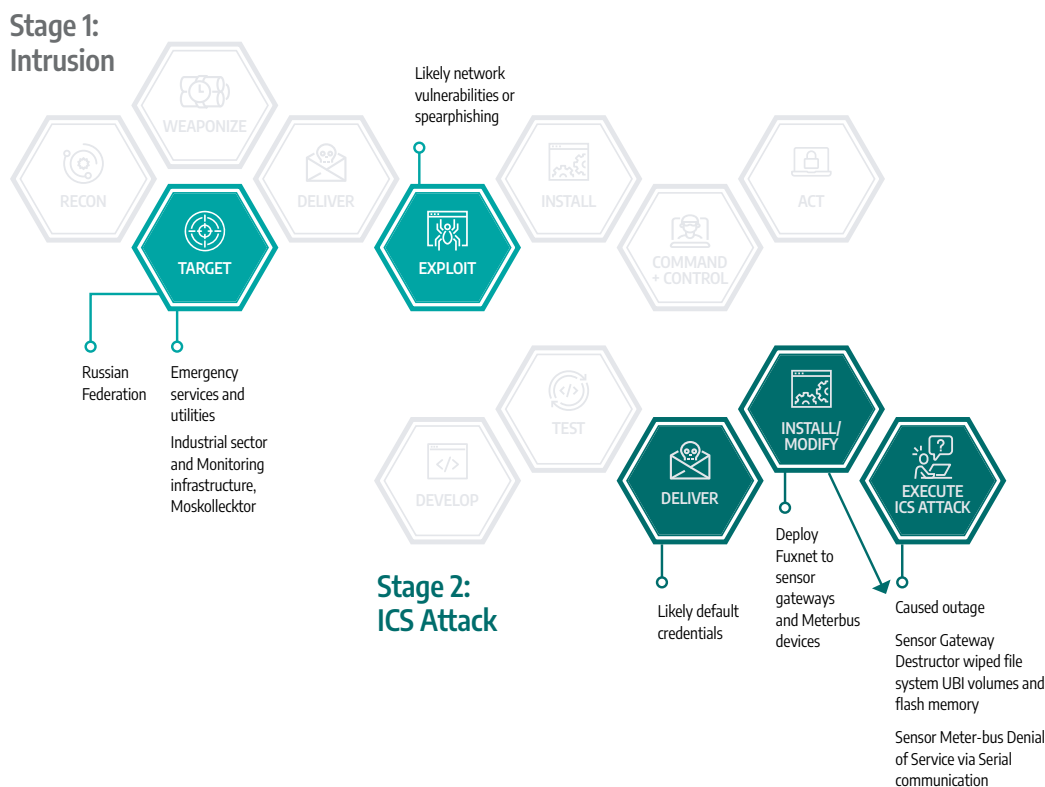 Stage 1:
Intrusion
WEAPONIZE
RECON
DELIVER
TARGET
Likely network
vulnerabilities or
spearphishing
EXPLOIT
INSTALL
COMMAND
+ CONTROL
ACT
Russian
Federation
Emergency
services and
utilities
Industrial sector
and Monitoring
infrastructure,
Moskollecktor
Stage 2:
ICS Attack
</>
DEVELOP
</>
TEST
DELIVER
INSTALL/
MODIFY
?
EXECUTE
ICS ATTACK
Likely default
credentials
Deploy
Fuxnet to
sensor
gateways
and Meterbus
devices
Caused outage
Sensor Gateway
Destructor wiped file
system UBI volumes and
flash memory
Sensor Meter-bus Denial
of Service via Serial
communication